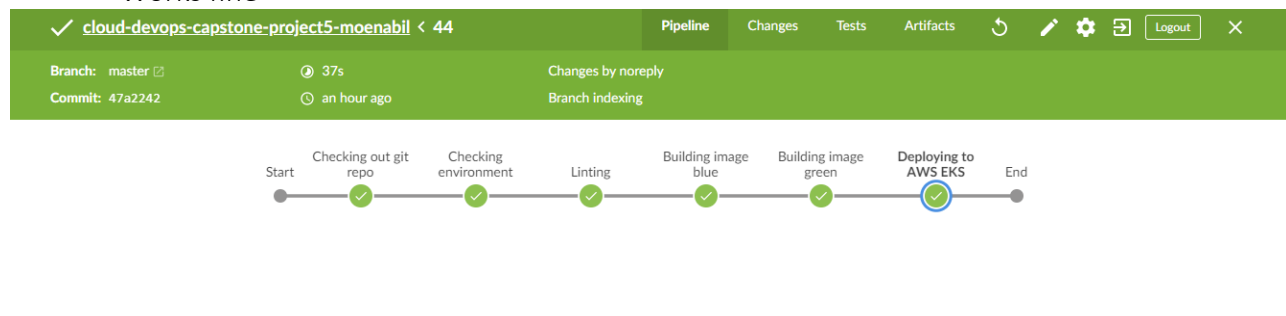 works fine
cloud-devops-capstone-project5-moenabil < 44
Pipeline Changes Tests Artifacts Logout
Branch: master 37s Changes by noreply
Commit: 47a2242 an hour ago Branch indexing
Start
Checking out git
repo
Checking
environment
Linting
Building image
blue
Building image
green
Deploying to
AWS EKS
End